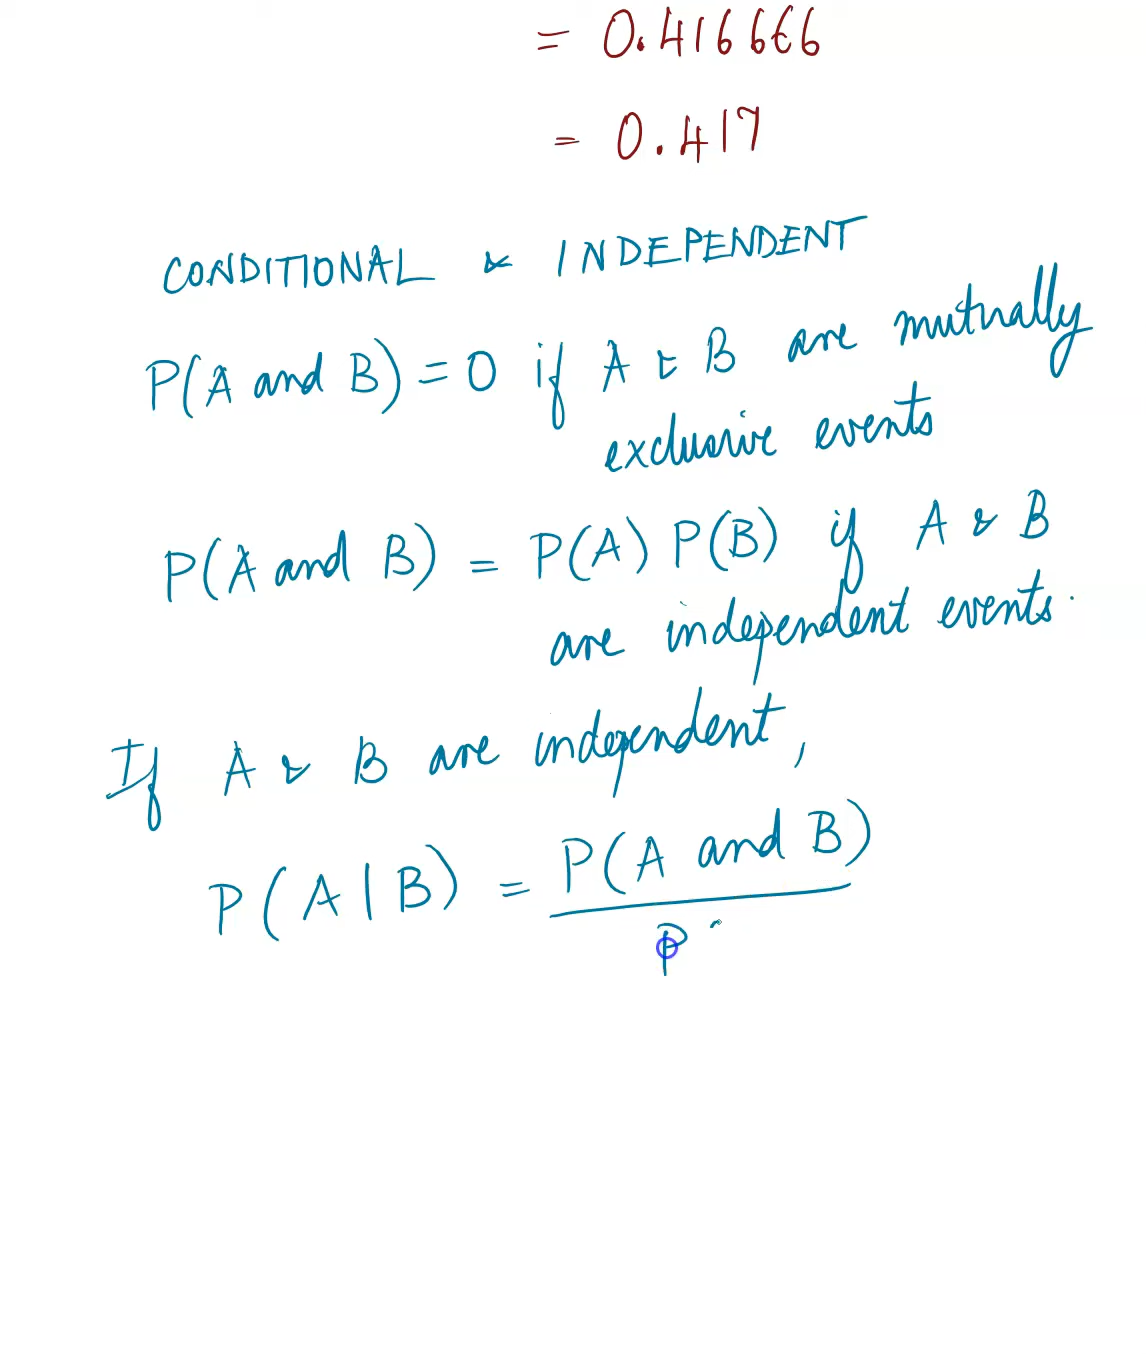 = 0.416666
= 0.417
CONDITIONAL & INDEPENDENT
P(A and B) = 0 if A & B are mutually
exclusive events
P(A and B) = P(A) P(B) if A & B
are independent events.
If A & B are independent,
P(A|B) = P(A and B)
P